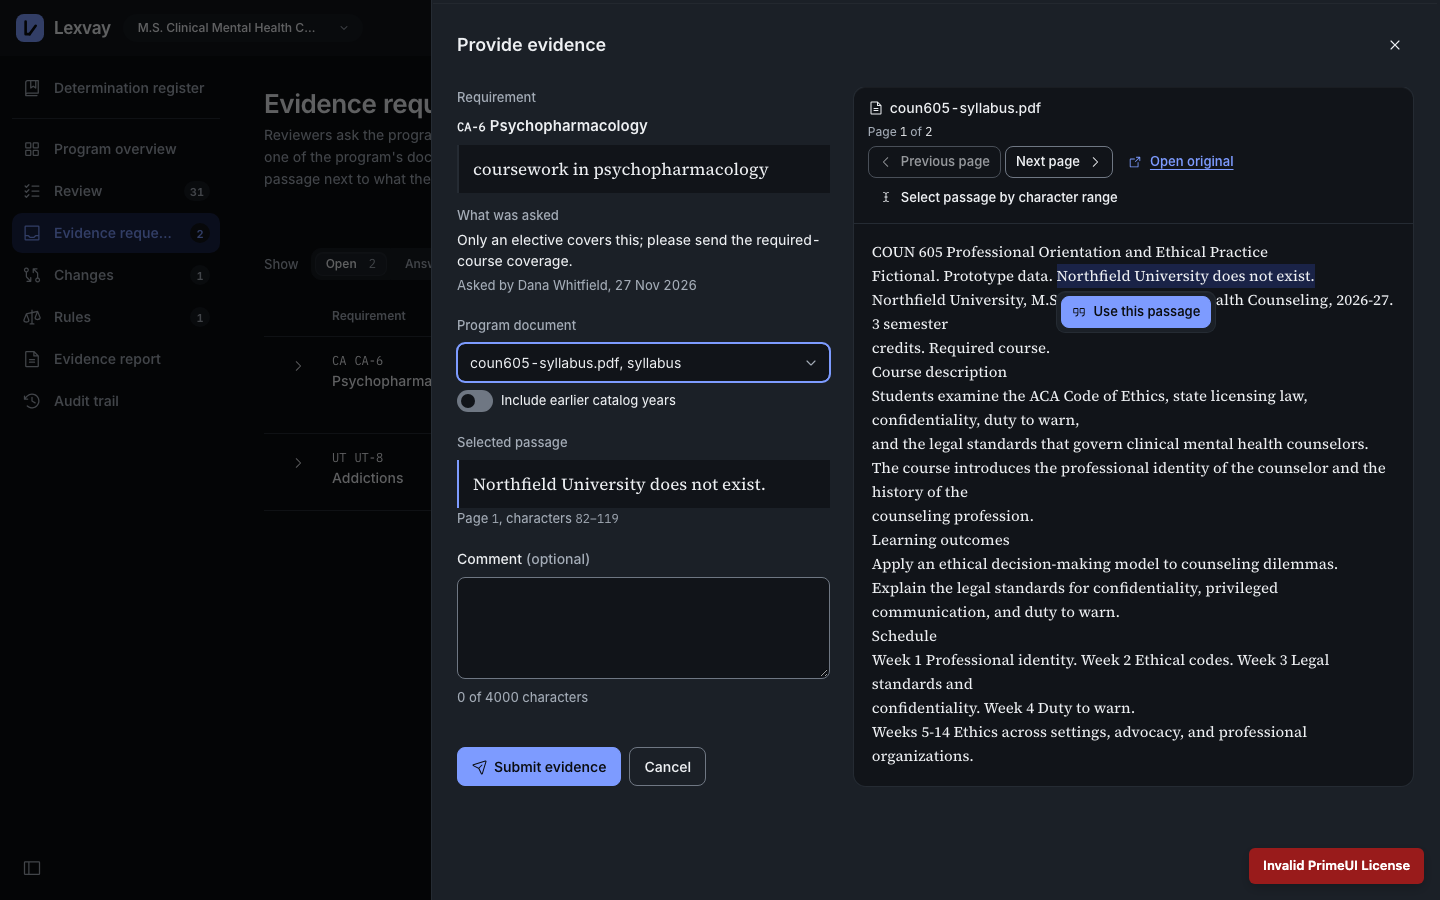 Lexvay
M.S. Clinical Mental Health C...
Determination register
Program overview
Review 31
Evidence reque... 2
Changes 1
Rules 1
Evidence report
Audit trail
Evidence requ
Reviewers ask the progra
one of the program's doc
passage next to what the
Show Open 2 Answ
Requirement
CA CA-6
Psychopharma
UT UT-8
Addictions
Provide evidence
Requirement
CA-6 Psychopharmacology
coursework in psychopharmacology
What was asked
Only an elective covers this; please send the required-
course coverage.
Asked by Dana Whitfield, 27 Nov 2026
Program document
coun605-syllabus.pdf, syllabus
Include earlier catalog years
Selected passage
Northfield University does not exist.
Page 1, characters 82–119
Comment (optional)
0 of 4000 characters
Submit evidence
Cancel
coun605-syllabus.pdf
Page 1 of 2
Previous page
Next page
Open original
Select passage by character range
COUN 605 Professional Orientation and Ethical Practice
Fictional. Prototype data. Northfield University does not exist.
Northfield University, M.S alth Counseling, 2026-27.
Use this passage
3 semester
credits. Required course.
Course description
Students examine the ACA Code of Ethics, state licensing law,
confidentiality, duty to warn,
and the legal standards that govern clinical mental health counselors.
The course introduces the professional identity of the counselor and the
history of the
counseling profession.
Learning outcomes
Apply an ethical decision-making model to counseling dilemmas.
Explain the legal standards for confidentiality, privileged
communication, and duty to warn.
Schedule
Week 1 Professional identity. Week 2 Ethical codes. Week 3 Legal
standards and
confidentiality. Week 4 Duty to warn.
Weeks 5-14 Ethics across settings, advocacy, and professional
organizations.
Invalid PrimeUI License